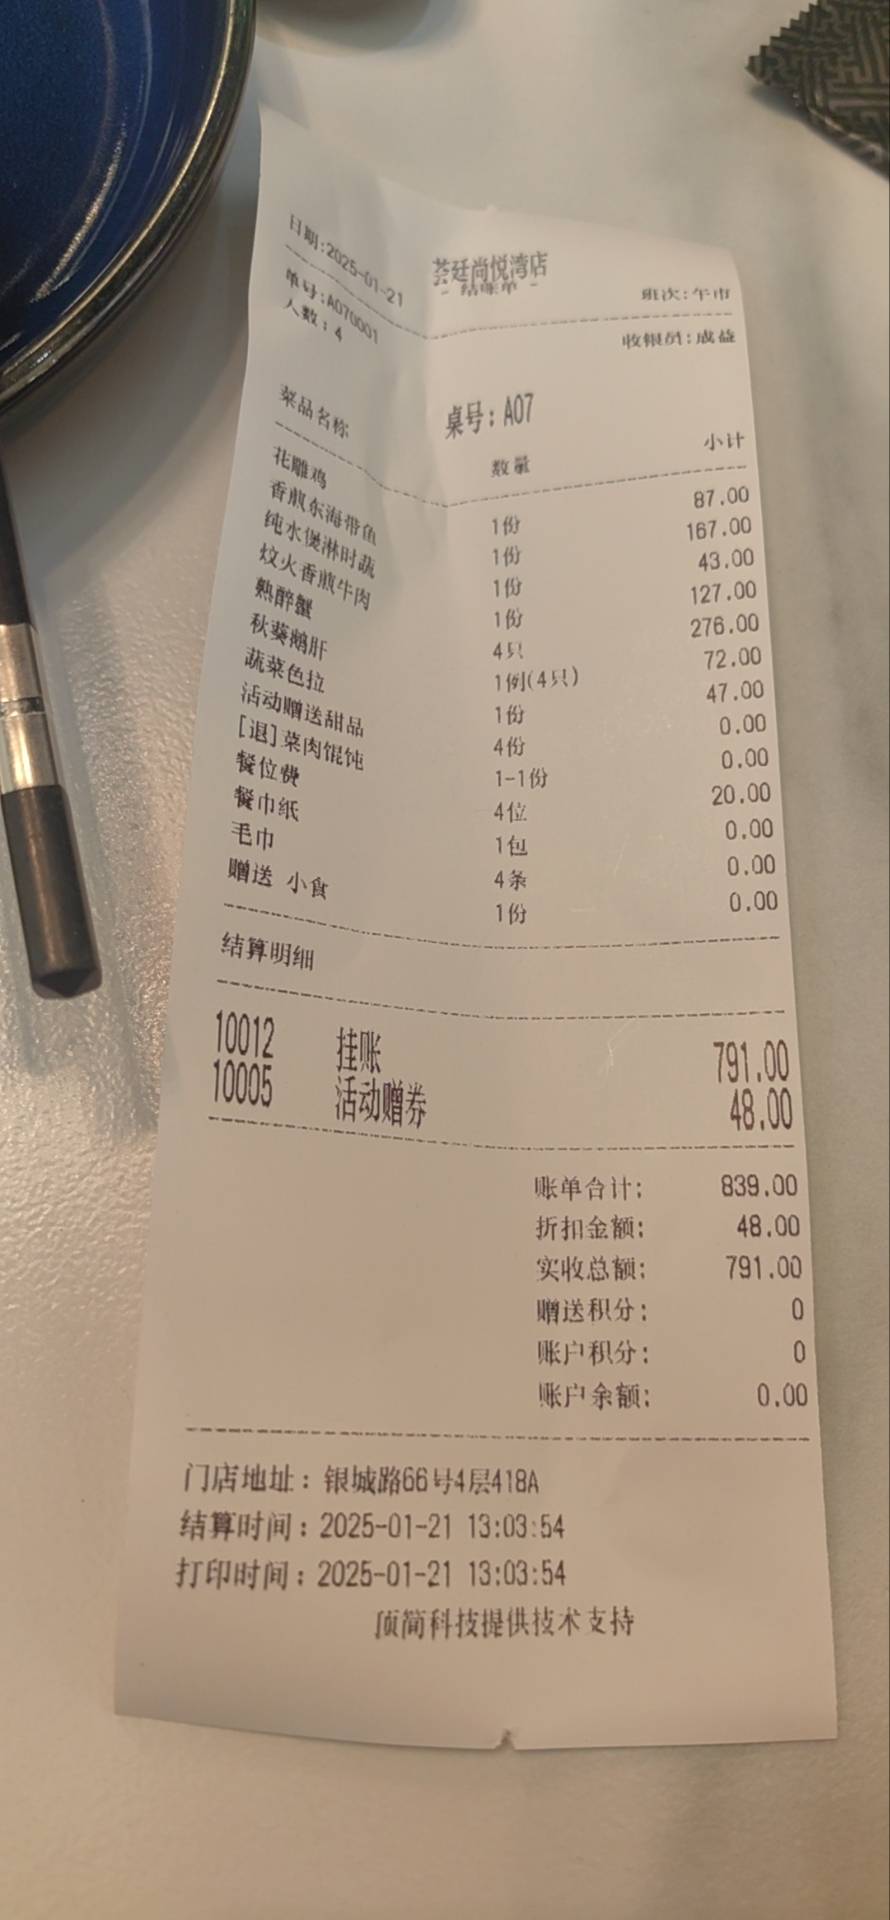 荟廷尚悦湾店
- 结账单 -
日期:2025-01-21 班次:午市
单号:A070001 收银员:成益
人数:4
桌号:A07
菜品名称 数量 小计
花雕鸡 1份 87.00
香煎东海带鱼 1份 167.00
纯水煲淋时蔬 1份 43.00
炆火香煎牛肉 1份 127.00
熟醉蟹 4只 276.00
秋葵鹅肝 1例(4只) 72.00
蔬菜色拉 1份 47.00
活动赠送甜品 4份 0.00
[退]菜肉馄饨 1-1份 0.00
餐位费 4位 20.00
餐巾纸 1包 0.00
毛巾 4条 0.00
赠送 小食 1份 0.00
结算明细
10012 挂账 791.00
10005 活动赠券 48.00
账单合计: 839.00
折扣金额: 48.00
实收总额: 791.00
赠送积分: 0
账户积分: 0
账户余额: 0.00
门店地址:银城路66号4层418A
结算时间:2025-01-21 13:03:54
打印时间:2025-01-21 13:03:54
顶简科技提供技术支持